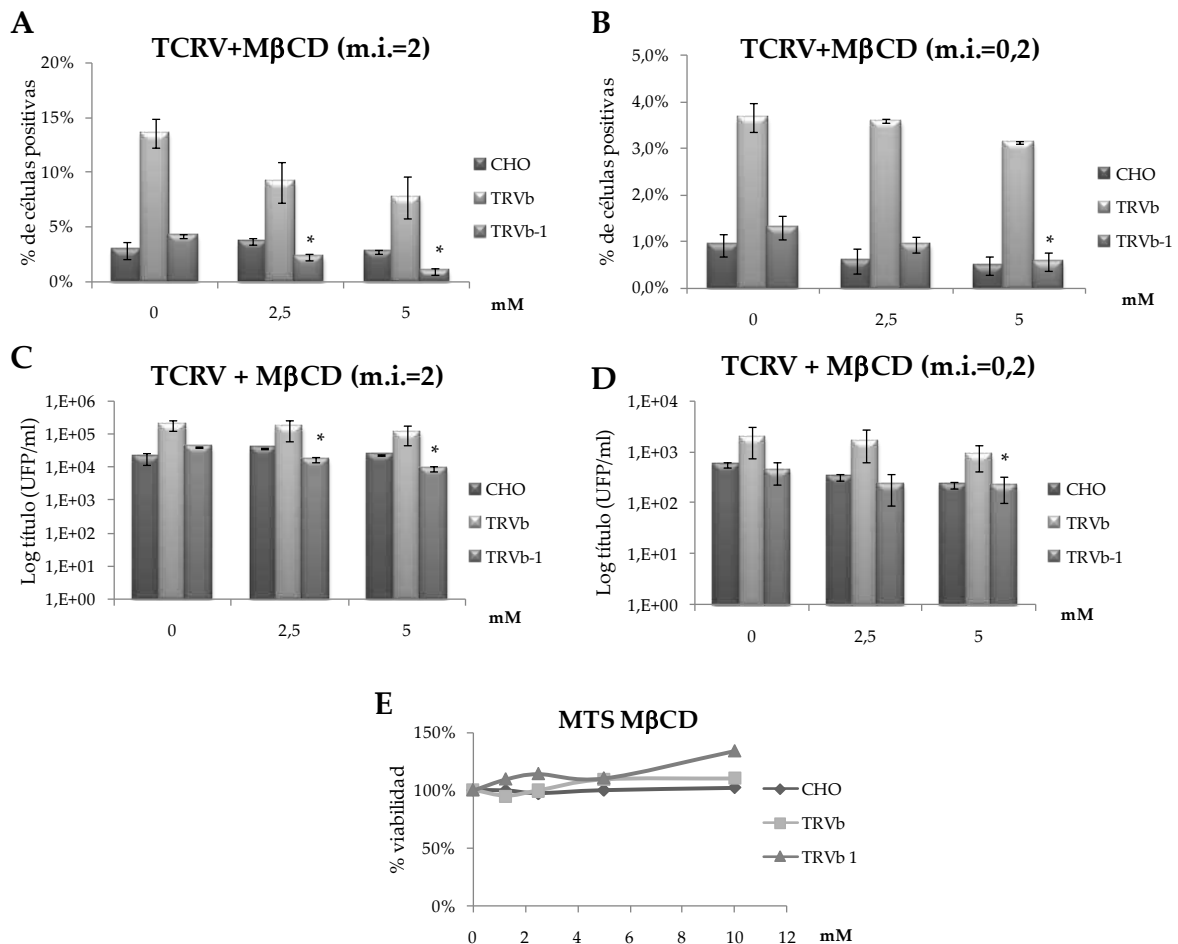 A
TCRV+MβCD (m.i.=2)
% de células positivas
20%
15%
10%
5%
0%
0
2,5
5
mM
*
*
CHO
TRVb
TRVb-1
B
TCRV+MβCD (m.i.=0,2)
% de células positivas
5,0%
4,0%
3,0%
2,0%
1,0%
0,0%
0
2,5
5
mM
*
CHO
TRVb
TRVb-1
C
TCRV + MβCD (m.i.=2)
Log título (UFP/ml)
1,E+06
1,E+05
1,E+04
1,E+03
1,E+02
1,E+01
1,E+00
0
2,5
5
mM
*
*
CHO
TRVb
TRVb-1
D
TCRV + MβCD (m.i.=0,2)
Log título (UFP/ml)
1,E+04
1,E+03
1,E+02
1,E+01
1,E+00
0
2,5
5
mM
*
CHO
TRVb
TRVb-1
E
MTS MβCD
% viabilidad
150%
100%
50%
0%
0 2 4 6 8 10 12
mM
CHO
TRVb
TRVb 1